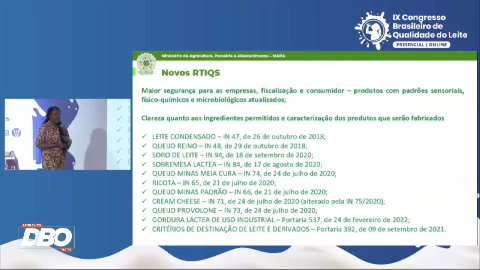 IX Congresso
Brasileiro de
Qualidade do Leite
PRESENCIAL | ONLINE
Ministério da Agricultura, Pecuária e Abastecimento - MAPA
Novos RTIQS
Maior segurança para as empresas, fiscalização e consumidor – produtos com padrões sensoriais,
físico-químicos e microbiológicos atualizados;
Clareza quanto aos ingredientes permitidos e caracterização dos produtos que serão fabricados
✓ LEITE CONDENSADO – IN 47, de 26 de outubro de 2018;
✓ QUEIJO REINO – IN 48, de 29 de outubro de 2018;
✓ SORO DE LEITE – IN 94, de 18 de setembro de 2020;
✓ SOBREMESA LACTEA – IN 84, de 17 de agosto de 2020;
✓ QUEIJO MINAS MEIA CURA – IN 74, de 24 de julho de 2020;
✓ RICOTA – IN 65, de 21 de julho de 2020;
✓ QUEIJO MINAS PADRÃO – IN 66, de 21 de julho de 2020;
✓ CREAM CHEESE – IN 71, de 24 de julho de 2020 (alterado pela IN 75/2020);
✓ QUEIJO PROVOLONE – IN 73, de 24 de julho de 2020;
✓ GORDURA LÁCTEA DE USO INDUSTRIAL – Portaria 537, de 24 de fevereiro de 2022;
✓ CRITÉRIOS DE DESTINAÇÃO DE LEITE E DERIVADOS – Portaria 392, de 09 de setembro de 2021.
DBO